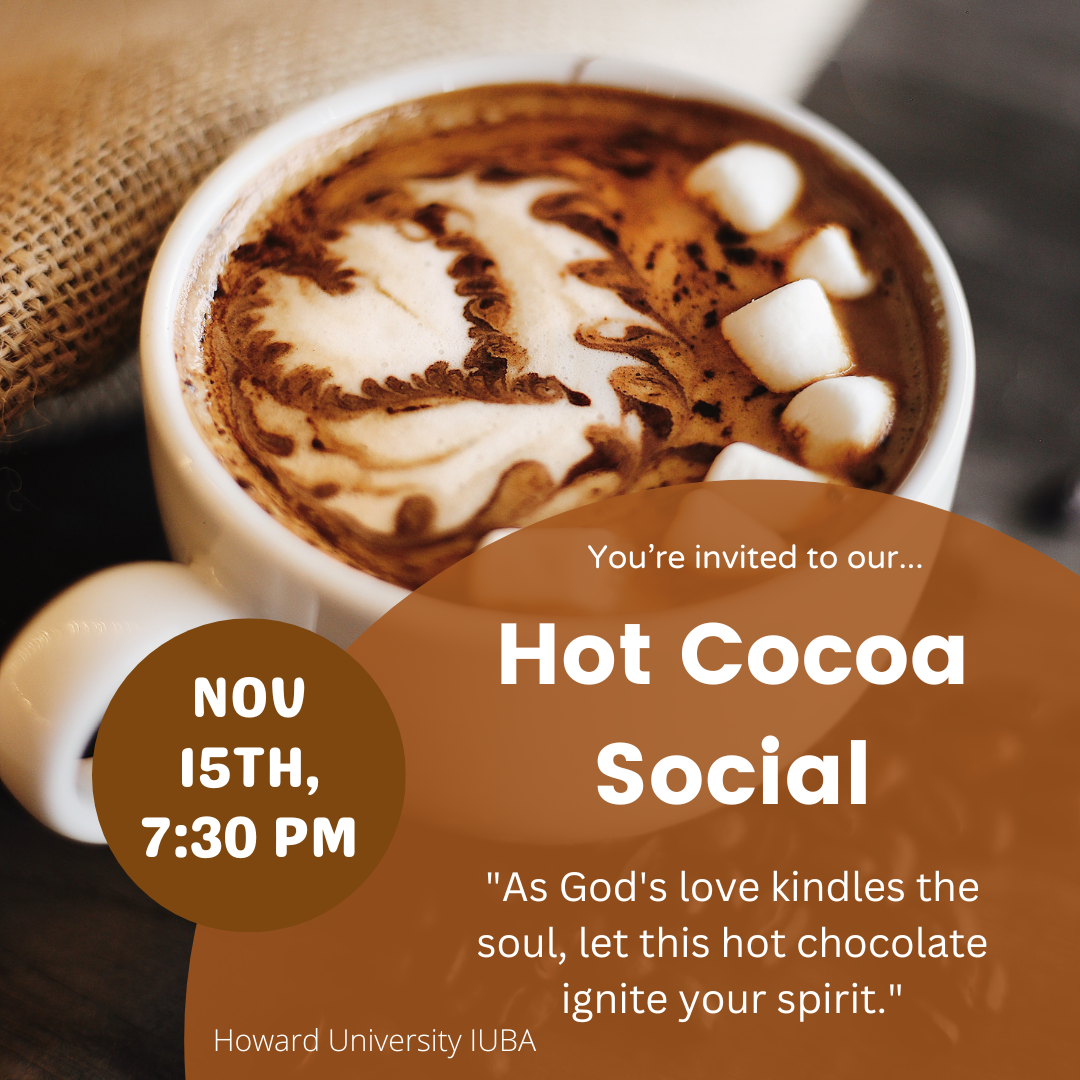 You’re invited to our...
Hot Cocoa
Social
NOV
15TH,
7:30 PM
"As God's love kindles the
soul, let this hot chocolate
ignite your spirit."
Howard University IUBA